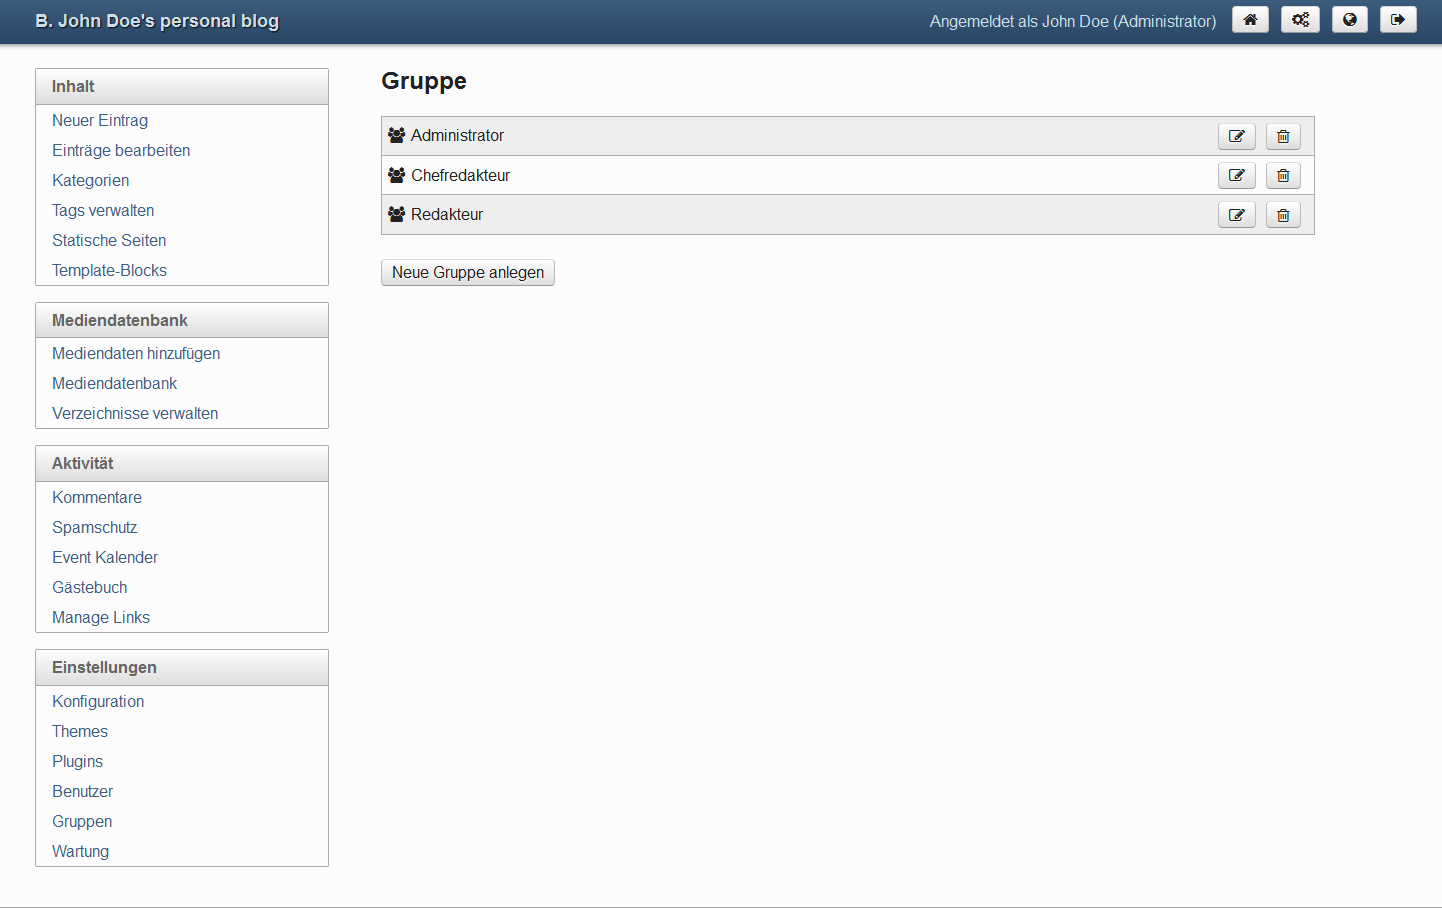 B. John Doe's personal blog
Angemeldet als John Doe (Administrator)
Inhalt
Neuer Eintrag
Einträge bearbeiten
Kategorien
Tags verwalten
Statische Seiten
Template-Blocks
Mediendatenbank
Mediendaten hinzufügen
Mediendatenbank
Verzeichnisse verwalten
Aktivität
Kommentare
Spamschutz
Event Kalender
Gästebuch
Manage Links
Einstellungen
Konfiguration
Themes
Plugins
Benutzer
Gruppen
Wartung
Gruppe
Administrator
Chefredakteur
Redakteur
Neue Gruppe anlegen